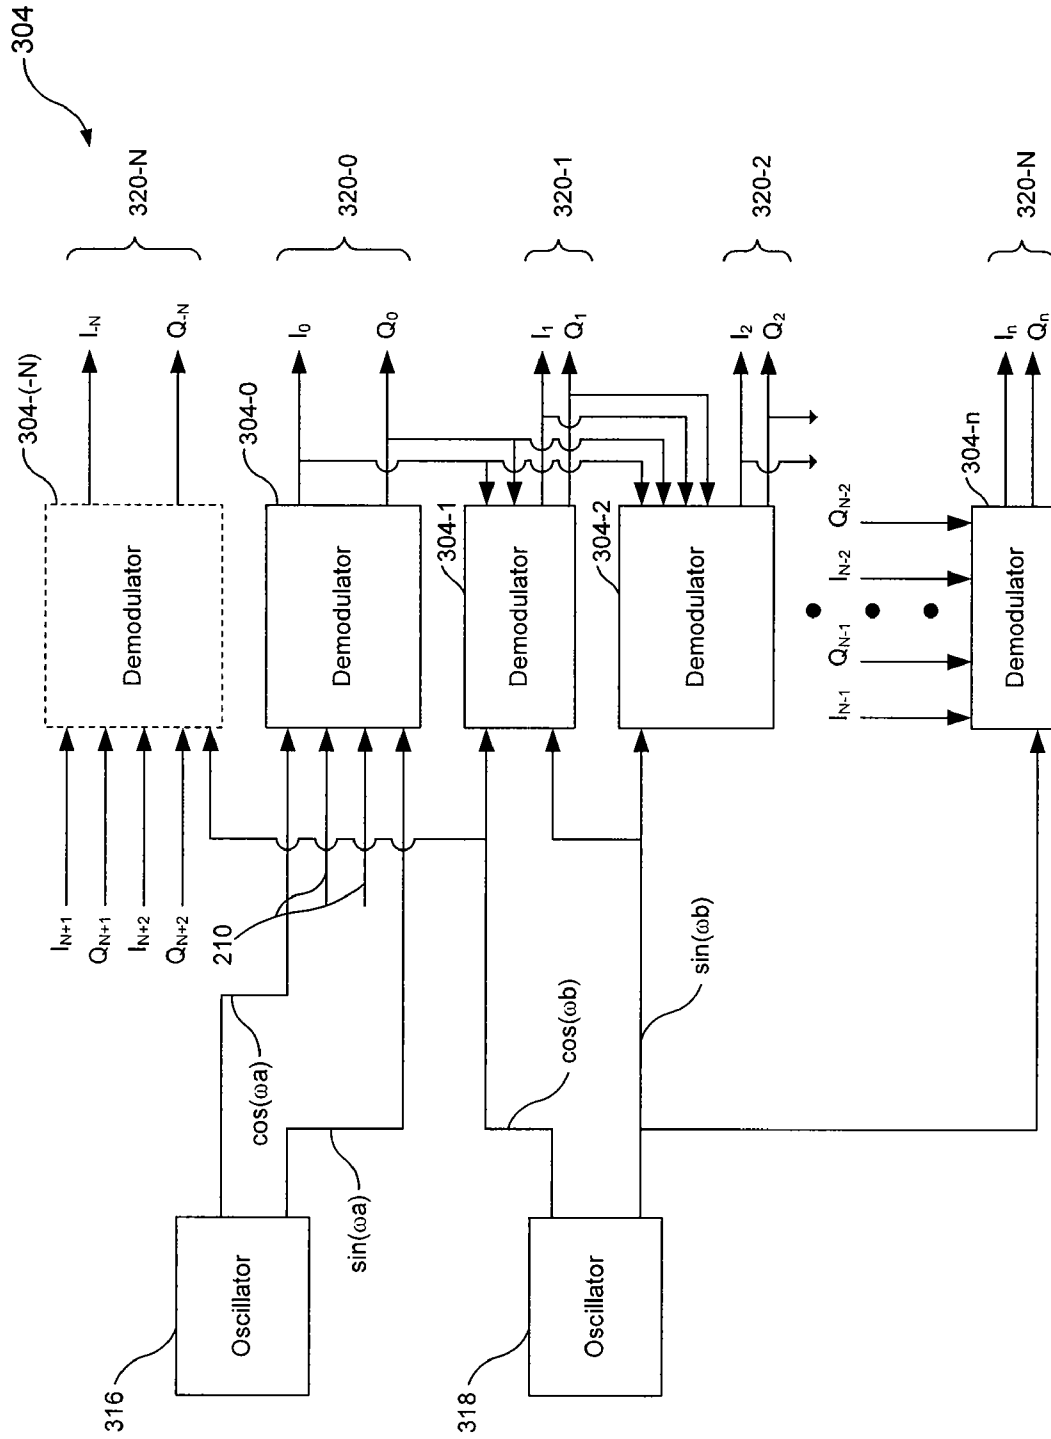 304
320-N
320-0
320-1
320-2
320-N
I-N
Q-N
I0
Q0
I1
Q1
I2
Q2
In
Qn
304-(-N)
304-0
304-1
304-2
304-n
Demodulator
Demodulator
Demodulator
Demodulator
Demodulator
IN-1
QN-1
IN-2
QN-2
IN+1
QN+1
IN+2
QN+2
210
cos(ωa)
sin(ωa)
cos(ωb)
sin(ωb)
Oscillator
Oscillator
316
318